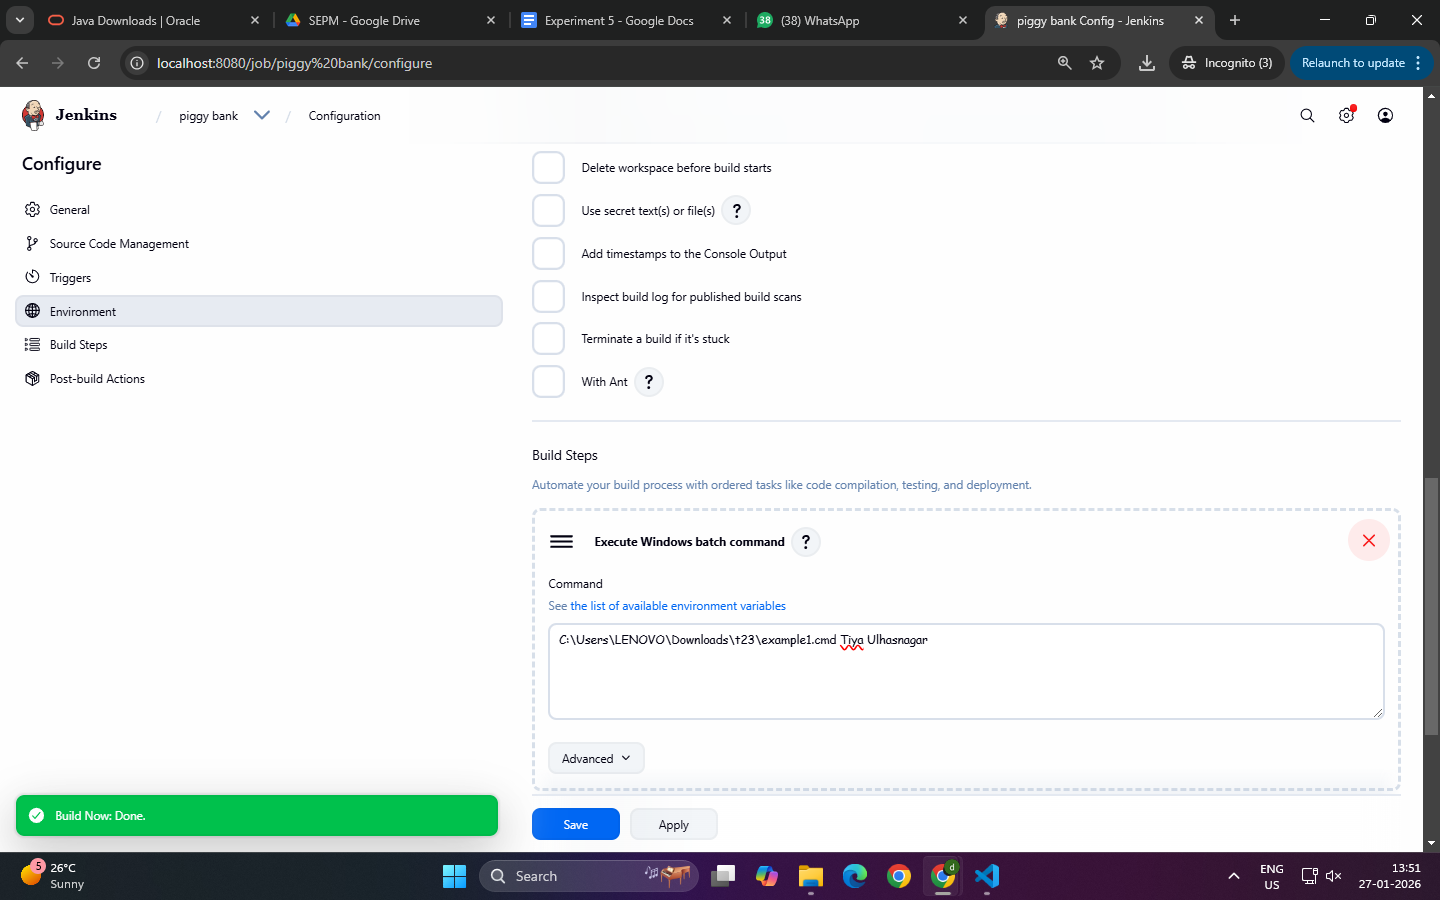 Java Downloads | Oracle
SEPM - Google Drive
Experiment 5 - Google Docs
38
(38) WhatsApp
piggy bank Config - Jenkins
localhost:8080/job/piggy%20bank/configure
Incognito (3)
Relaunch to update
Jenkins
/
piggy bank
/
Configuration
Configure
General
Source Code Management
Triggers
Environment
Build Steps
Post-build Actions
Delete workspace before build starts
Use secret text(s) or file(s) ?
Add timestamps to the Console Output
Inspect build log for published build scans
Terminate a build if it's stuck
With Ant ?
Build Steps
Automate your build process with ordered tasks like code compilation, testing, and deployment.
Execute Windows batch command ?
Command
See the list of available environment variables
C:\Users\LENOVO\Downloads\t23\example1.cmd Tiya Ulhasnagar
Advanced
Save
Apply
Build Now: Done.
5
26°C
Sunny
Search
d
ENG
US
13:51
27-01-2026